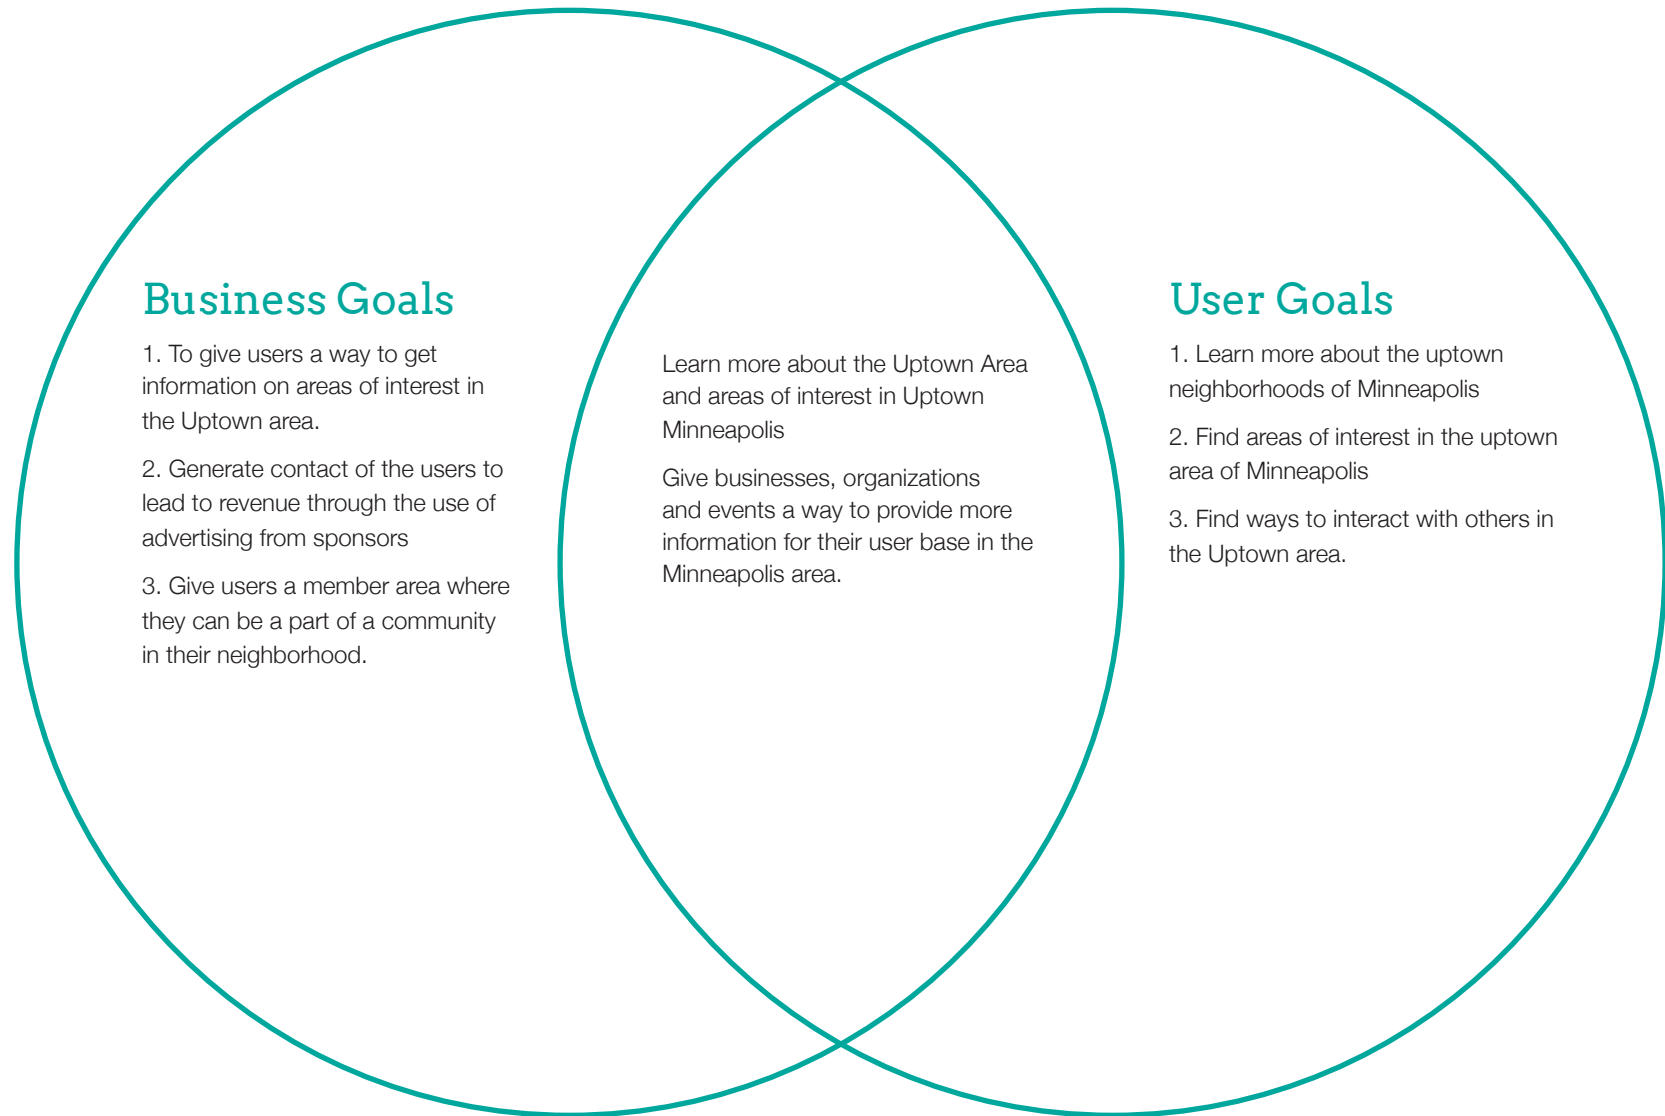 Business Goals
1. To give users a way to get
information on areas of interest in
the Uptown area.
2. Generate contact of the users to
lead to revenue through the use of
advertising from sponsors
3. Give users a member area where
they can be a part of a community
in their neighborhood.
Learn more about the Uptown Area
and areas of interest in Uptown
Minneapolis
Give businesses, organizations
and events a way to provide more
information for their user base in the
Minneapolis area.
User Goals
1. Learn more about the uptown
neighborhoods of Minneapolis
2. Find areas of interest in the uptown
area of Minneapolis
3. Find ways to interact with others in
the Uptown area.